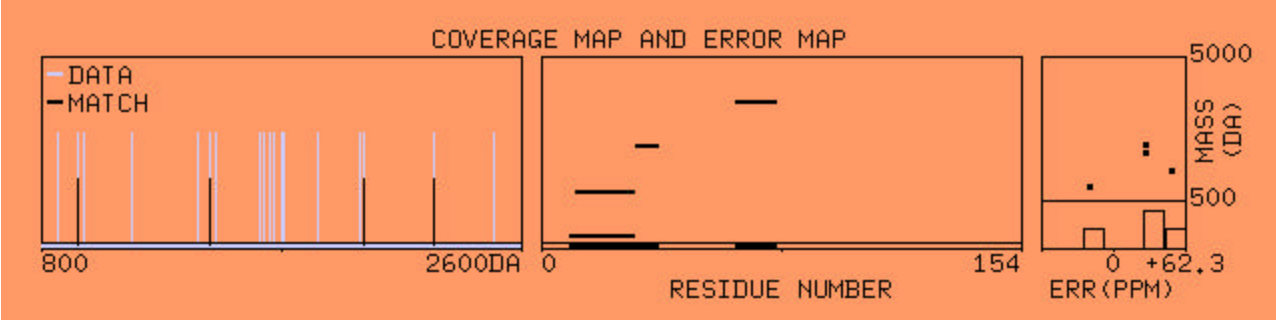 COVERAGE MAP AND ERROR MAP
DATA
MATCH
5000
MASS (DA)
500
800 2600DA 0 154 0 +62.3
RESIDUE NUMBER ERR(PPM)